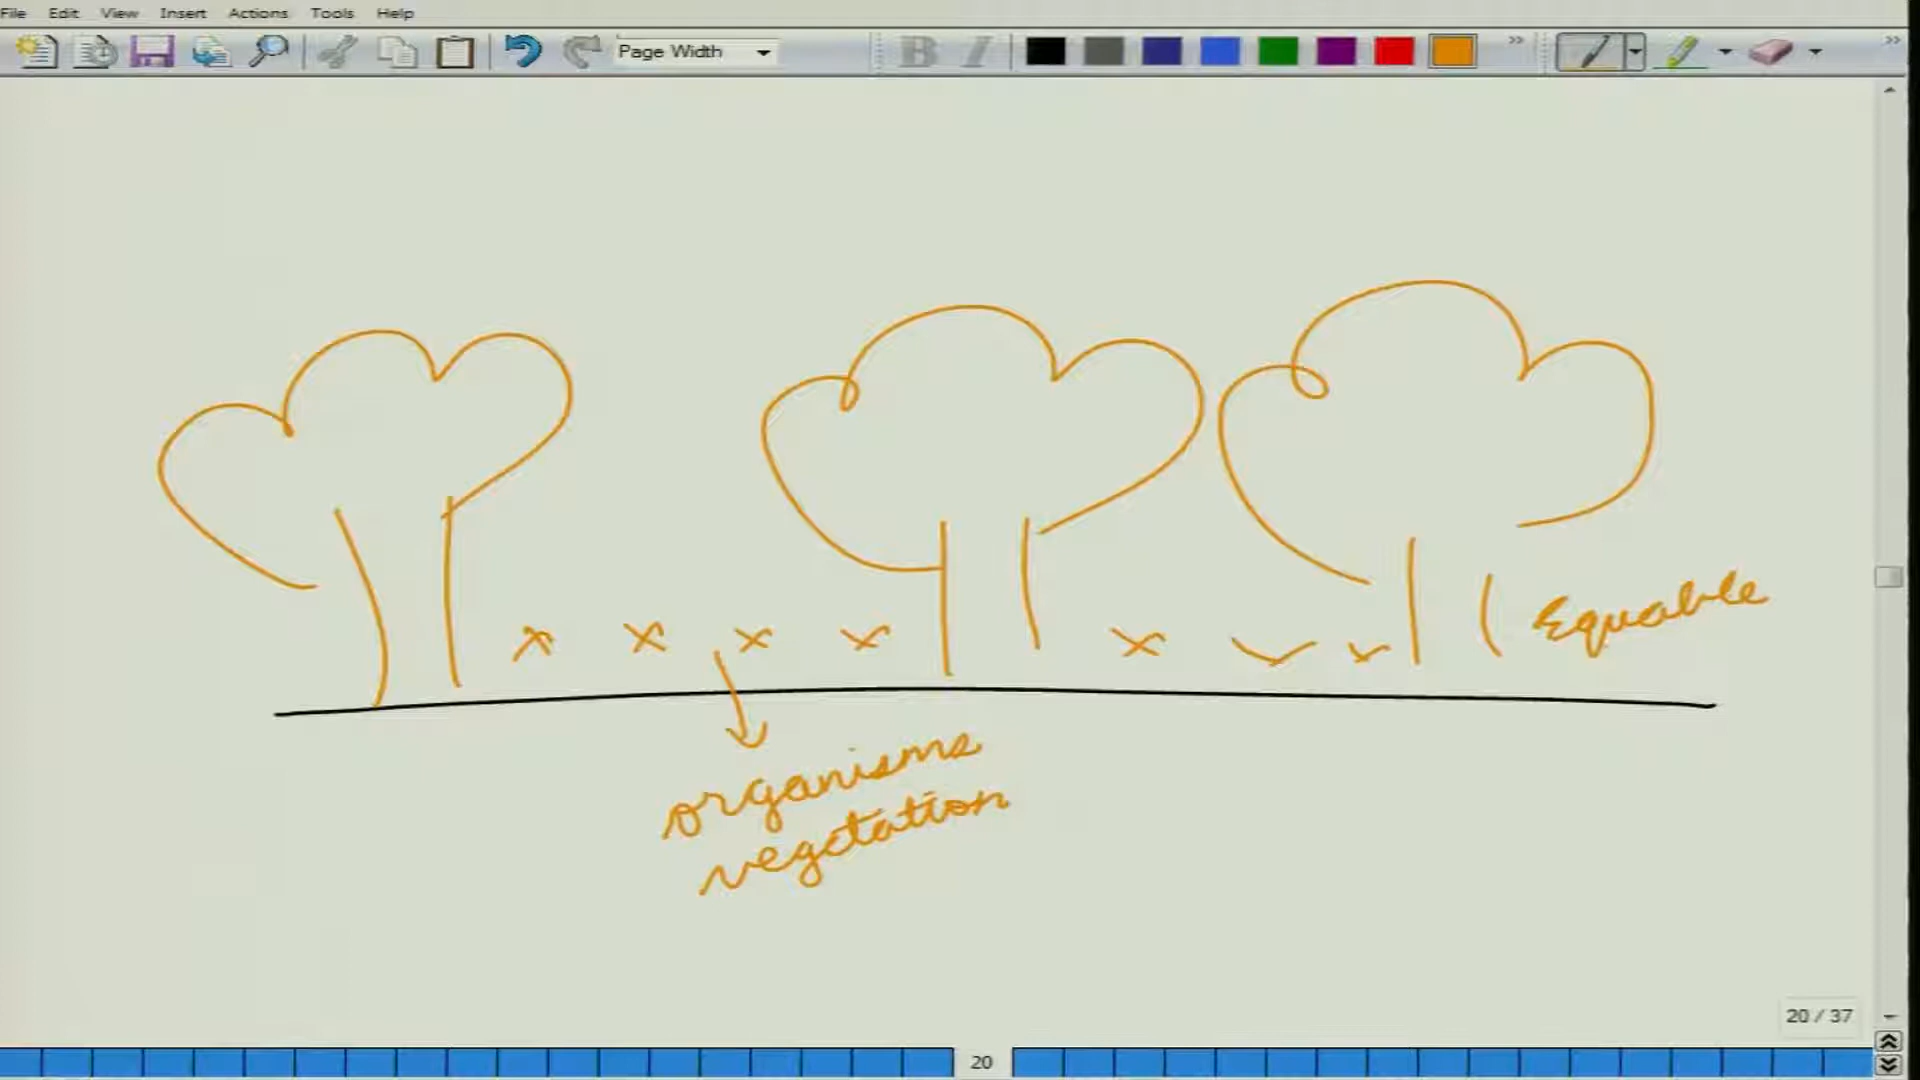 File Edit View Insert Actions Tools Help
Page Width B I
Equable
organisms
vegetation
20 / 37
20